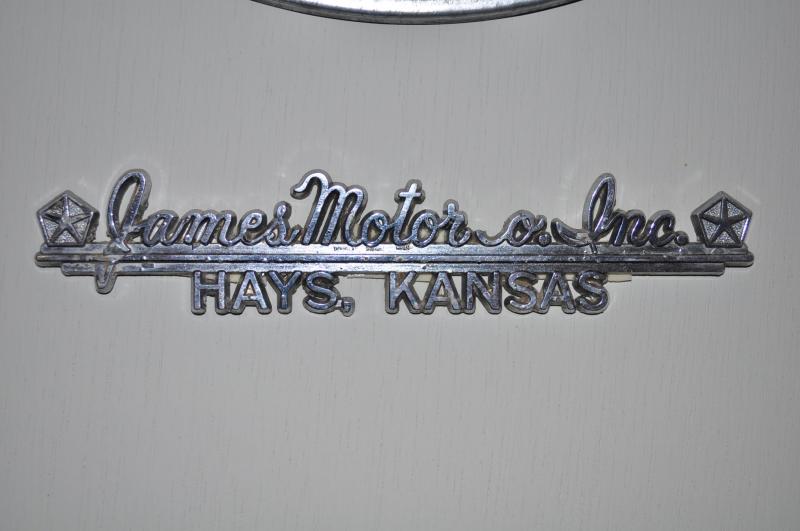 James Motor o. Inc.
HAYS, KANSAS